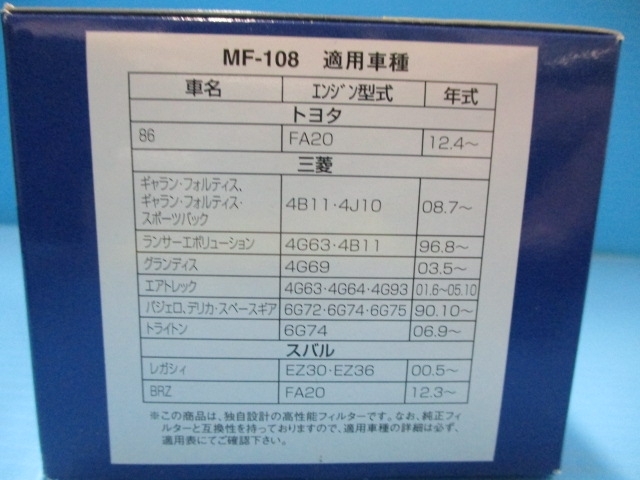 MF-108 適用車種
車名 エンジン型式 年式
トヨタ
86 FA20 12.4～
三菱
ギャラン・フォルティス、
ギャラン・フォルティス・
スポーツバック 4B11・4J10 08.7～
ランサーエボリューション 4G63・4B11 96.8～
グランディス 4G69 03.5～
エアトレック 4G63・4G64・4G93 01.6～05.10
パジェロ、デリカ・スペースギア 6G72・6G74・6G75 90.10～
トライトン 6G74 06.9～
スバル
レガシィ EZ30・EZ36 00.5～
BRZ FA20 12.3～
※この商品は、独自設計の高性能フィルターです。なお、純正フィ
ルターと互換性を持っておりますので、適用車種の詳細は必ず、
適用表にてご確認下さい。